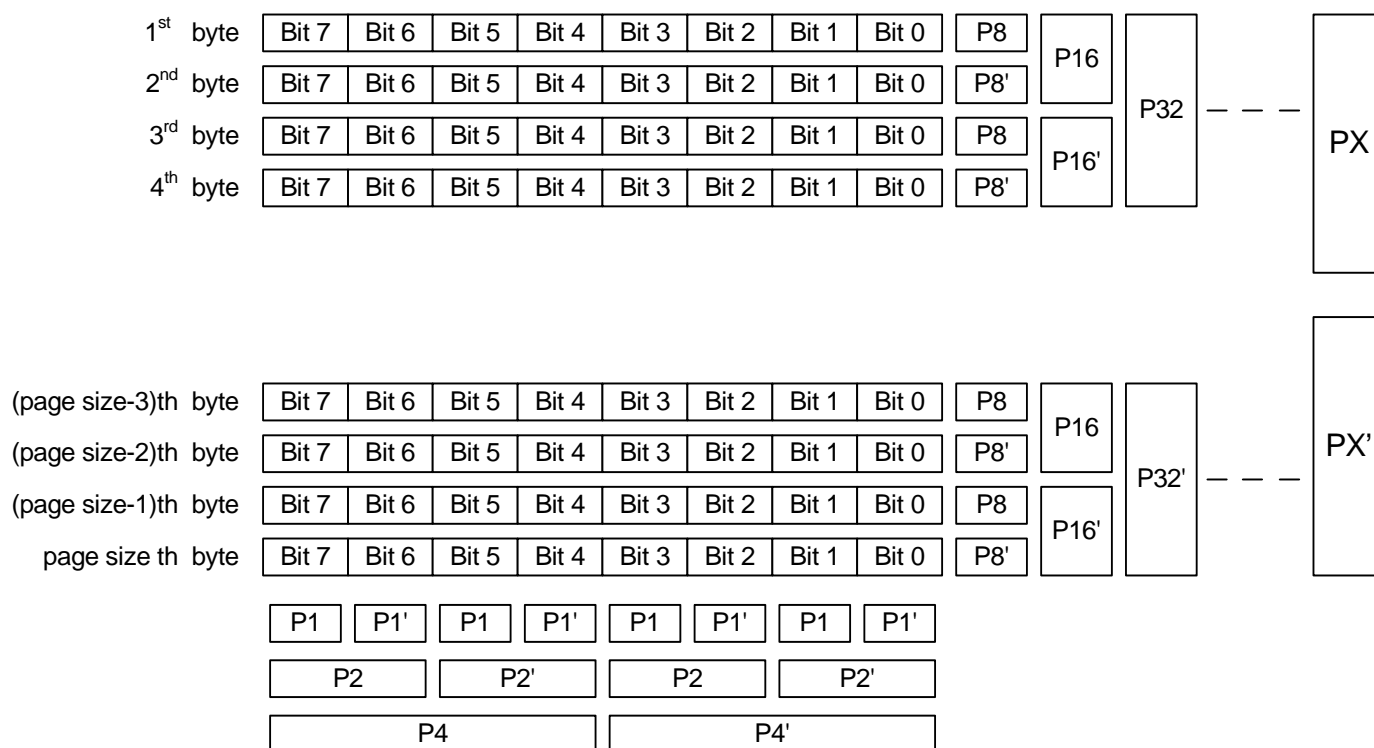 1st byte Bit 7 Bit 6 Bit 5 Bit 4 Bit 3 Bit 2 Bit 1 Bit 0 P8
P16
2nd byte Bit 7 Bit 6 Bit 5 Bit 4 Bit 3 Bit 2 Bit 1 Bit 0 P8'
P32
PX
3rd byte Bit 7 Bit 6 Bit 5 Bit 4 Bit 3 Bit 2 Bit 1 Bit 0 P8
P16'
4th byte Bit 7 Bit 6 Bit 5 Bit 4 Bit 3 Bit 2 Bit 1 Bit 0 P8'
(page size-3)th byte Bit 7 Bit 6 Bit 5 Bit 4 Bit 3 Bit 2 Bit 1 Bit 0 P8
P16
(page size-2)th byte Bit 7 Bit 6 Bit 5 Bit 4 Bit 3 Bit 2 Bit 1 Bit 0 P8'
PX’
P32'
(page size-1)th byte Bit 7 Bit 6 Bit 5 Bit 4 Bit 3 Bit 2 Bit 1 Bit 0 P8
P16'
page size th byte Bit 7 Bit 6 Bit 5 Bit 4 Bit 3 Bit 2 Bit 1 Bit 0 P8'
P1 P1' P1 P1' P1 P1' P1 P1'
P2 P2' P2 P2'
P4 P4'